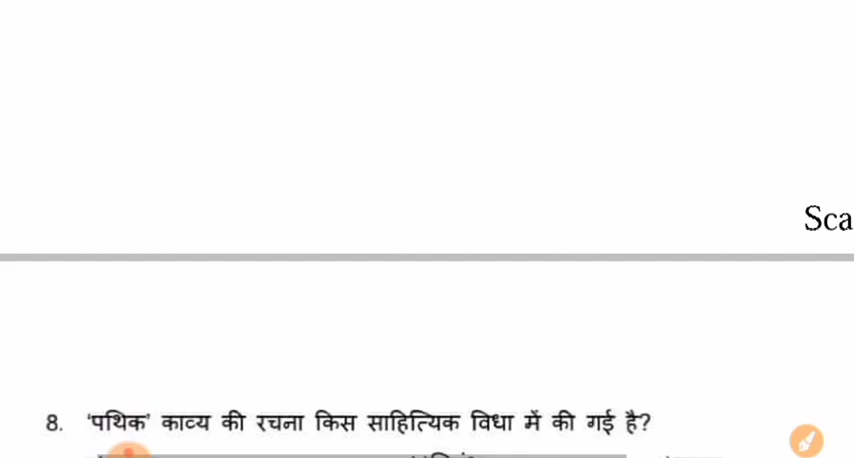 Sca
8. 'पथिक' काव्य की रचना किस साहित्यिक विधा में की गई है?